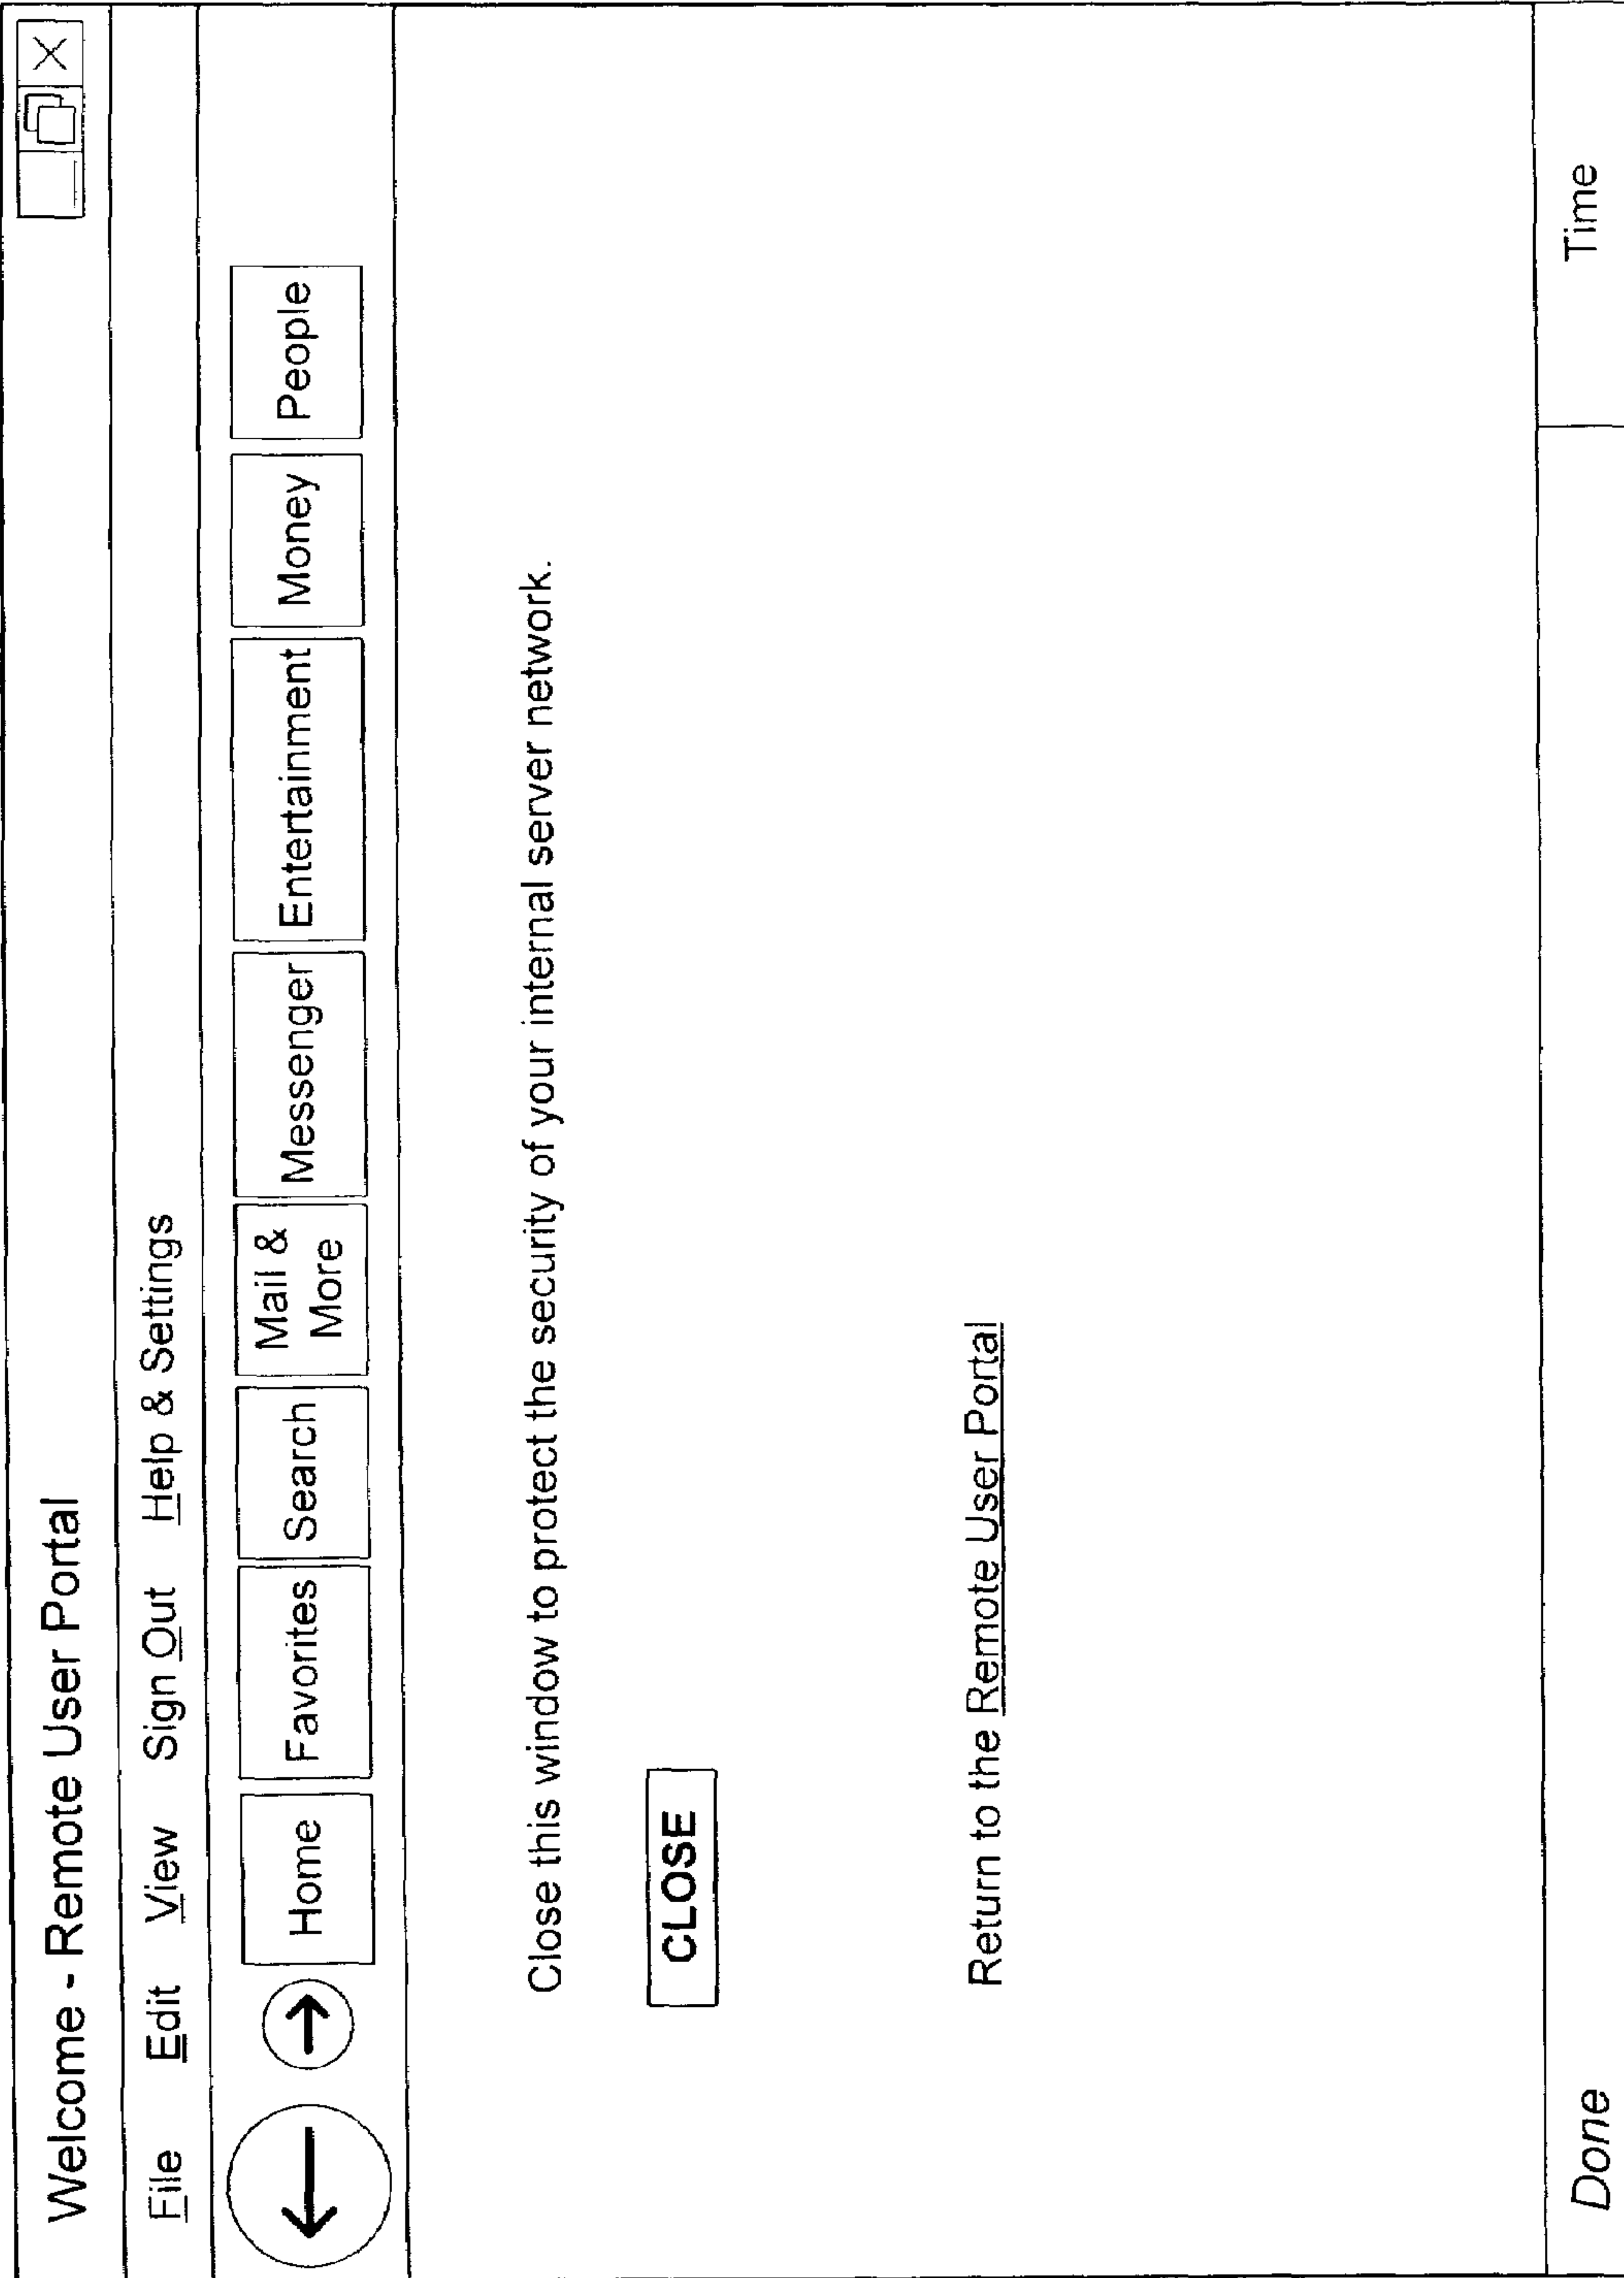 Welcome - Remote User Portal
File Edit View Sign Out Help & Settings
Home Favorites Search Mail & More Messenger Entertainment Money People
Close this window to protect the security of your internal server network.
CLOSE
Return to the Remote User Portal
Done Time